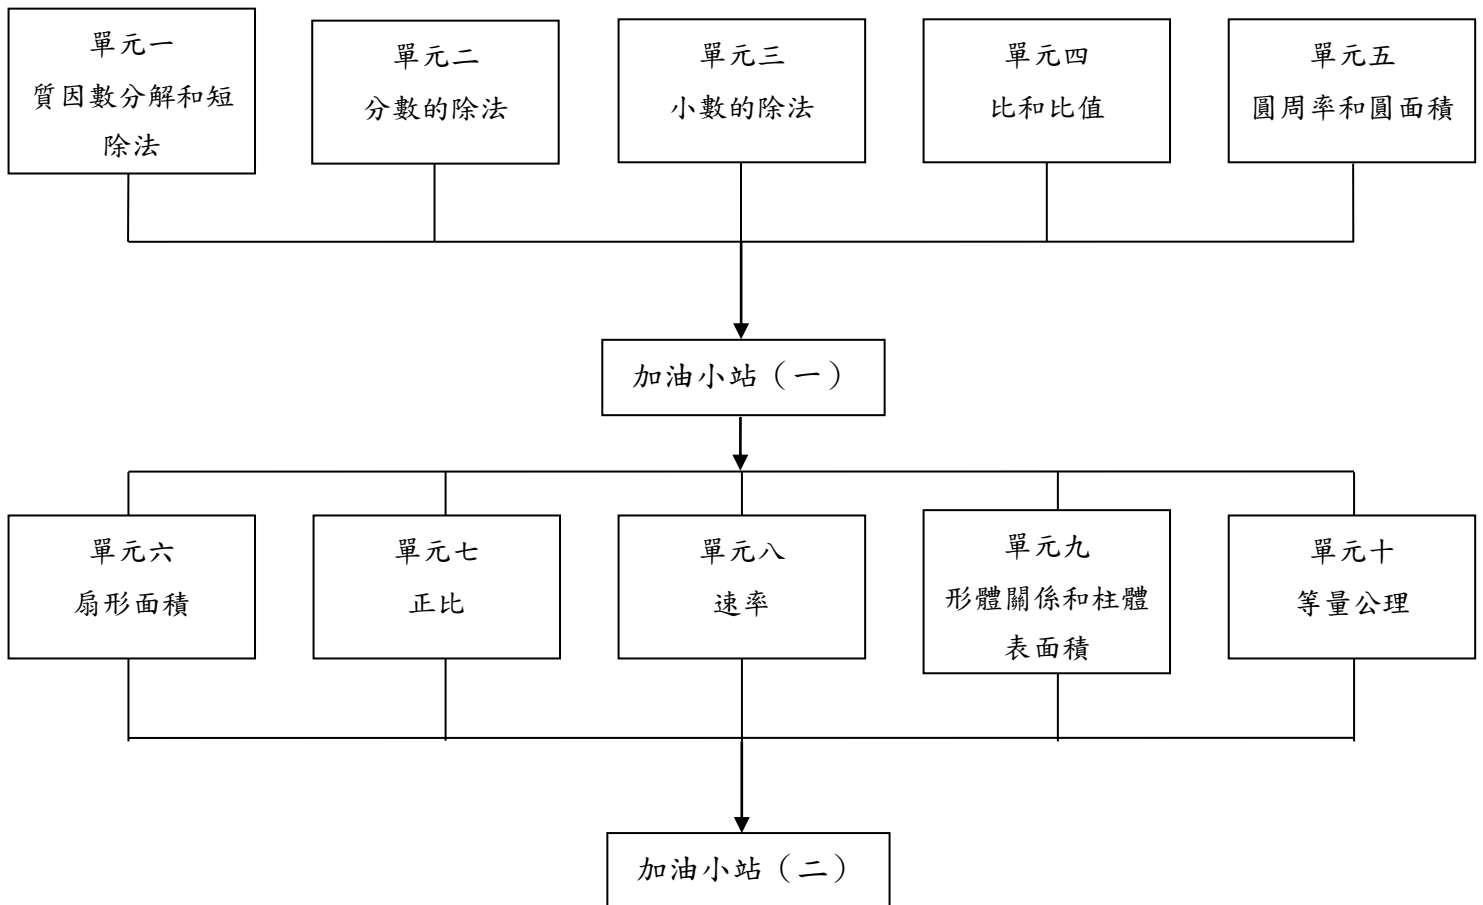 單元一
質因數分解和短
除法
單元二
分數的除法
單元三
小數的除法
單元四
比和比值
單元五
圓周率和圓面積
加油小站（一）
單元六
扇形面積
單元七
正比
單元八
速率
單元九
形體關係和柱體
表面積
單元十
等量公理
加油小站（二）